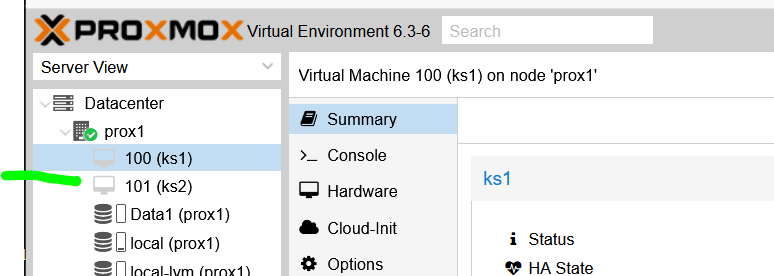 PROXMOX Virtual Environment 6.3-6 Search
Server View
Virtual Machine 100 (ks1) on node 'prox1'
Datacenter
prox1
100 (ks1)
101 (ks2)
Data1 (prox1)
local (prox1)
local-lvm (prox1)
Summary
Console
Hardware
Cloud-Init
Options
ks1
Status
HA State